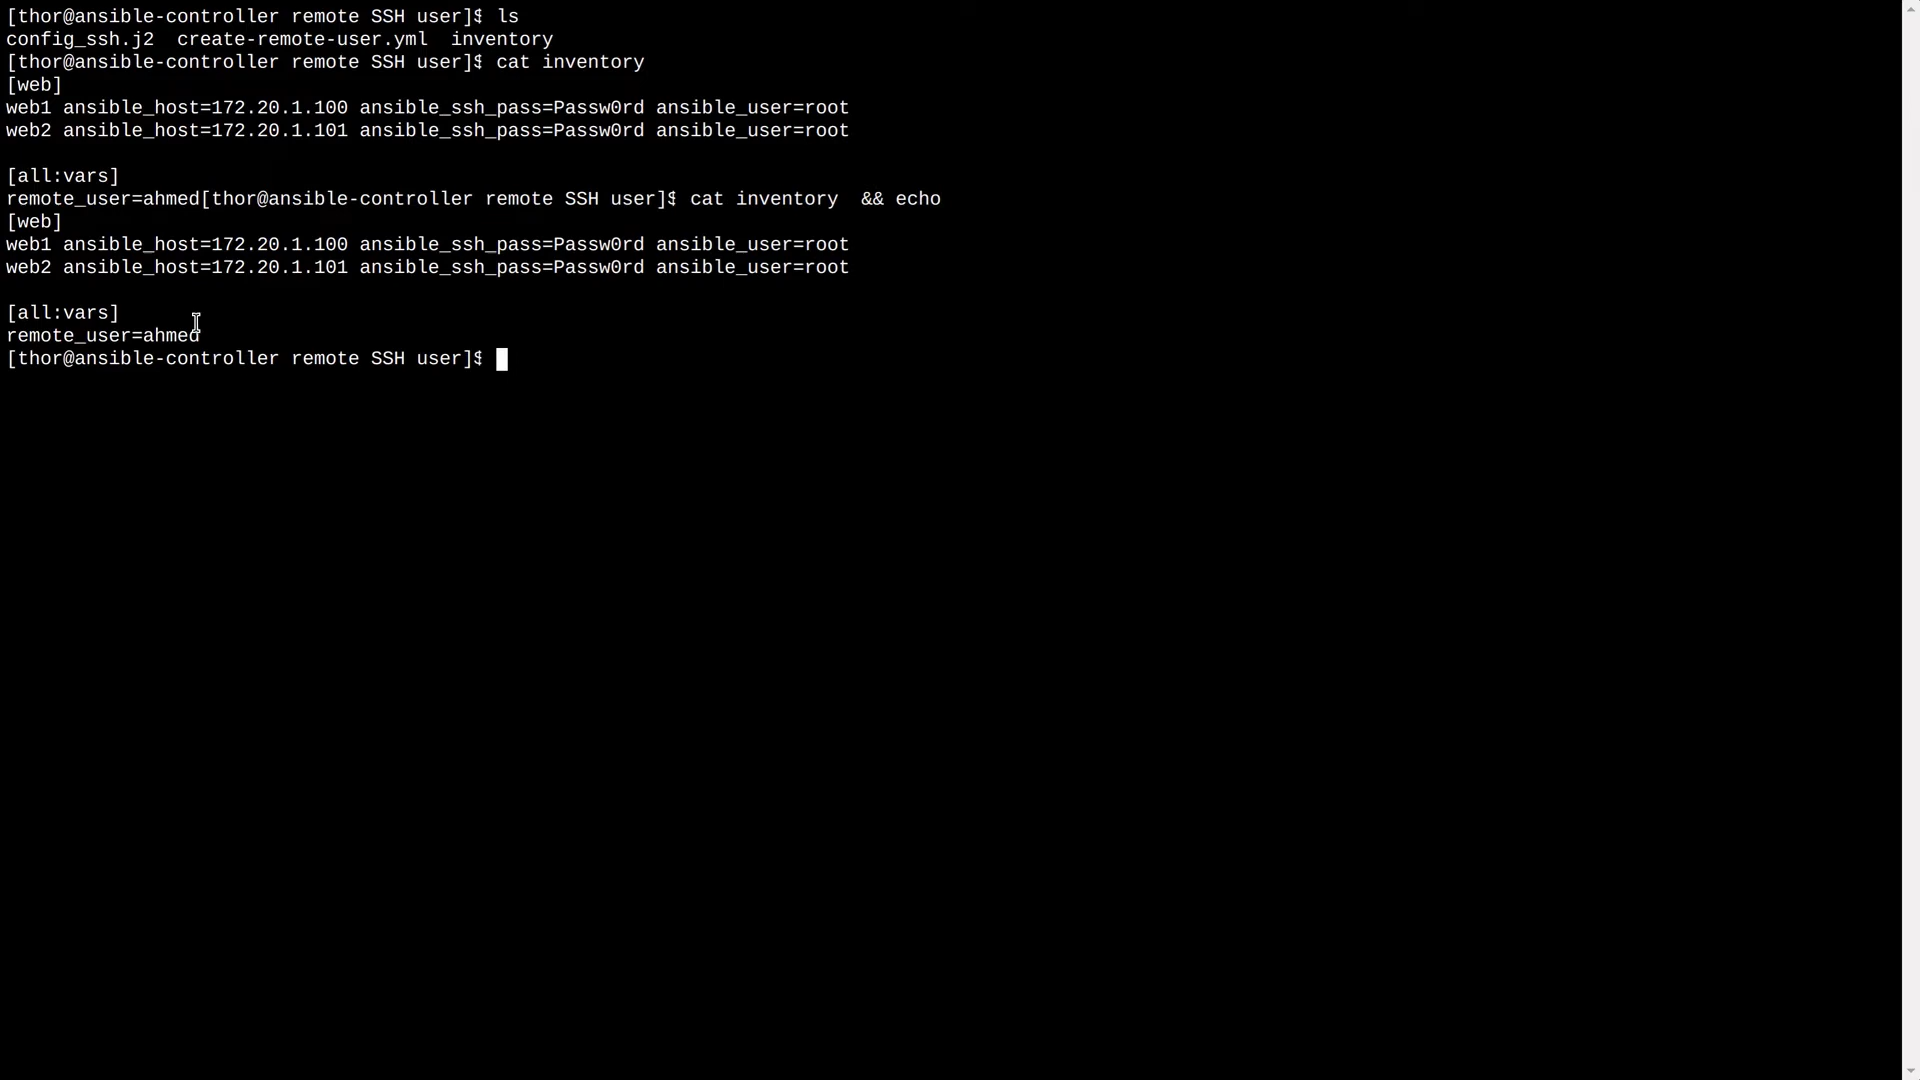 [thor@ansible-controller remote SSH user]$ ls
config_ssh.j2  create-remote-user.yml  inventory
[thor@ansible-controller remote SSH user]$ cat inventory
[web]
web1 ansible_host=172.20.1.100 ansible_ssh_pass=Passw0rd ansible_user=root
web2 ansible_host=172.20.1.101 ansible_ssh_pass=Passw0rd ansible_user=root

[all:vars]
remote_user=ahmed[thor@ansible-controller remote SSH user]$ cat inventory  && echo
[web]
web1 ansible_host=172.20.1.100 ansible_ssh_pass=Passw0rd ansible_user=root
web2 ansible_host=172.20.1.101 ansible_ssh_pass=Passw0rd ansible_user=root

[all:vars]
remote_user=ahmed
[thor@ansible-controller remote SSH user]$